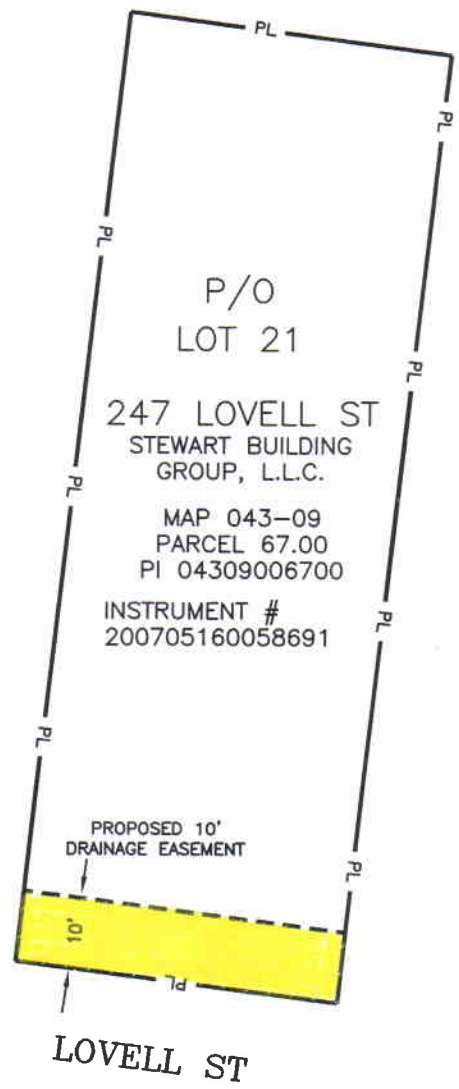 PL
PL
PL
P/O
LOT 21
PL
247 LOVELL ST
STEWART BUILDING
GROUP, L.L.C.
PL
MAP 043-09
PARCEL 67.00
PI 04309006700
INSTRUMENT #
200705160058691
PL
PL
PROPOSED 10'
DRAINAGE EASEMENT
PL
10'
PL
LOVELL ST